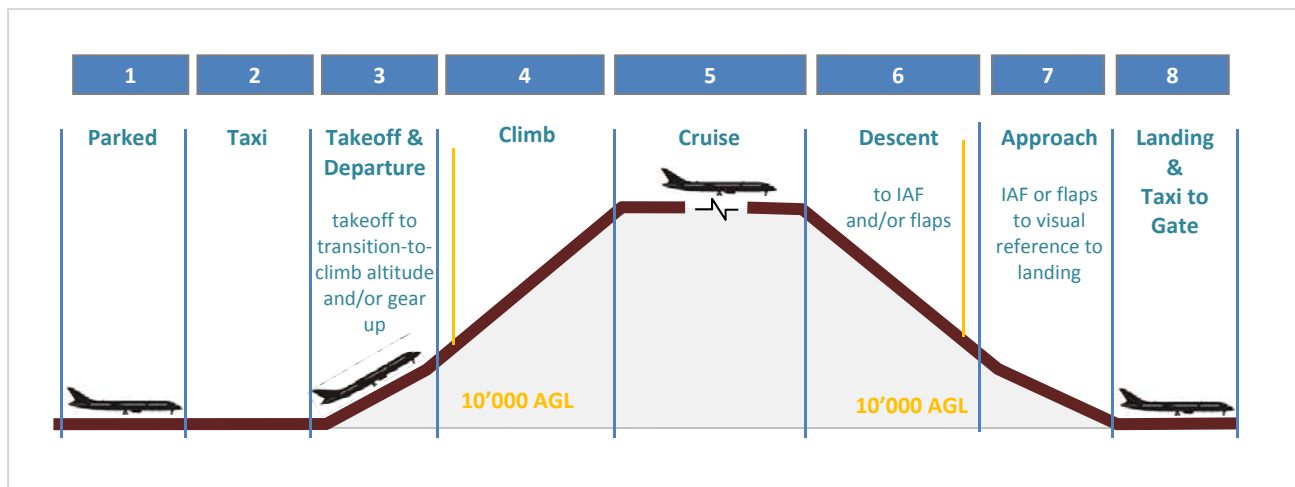 1
2
3
4
5
6
7
8
Parked
Taxi
Takeoff &
Departure
takeoff to
transition-to-
climb altitude
and/or gear
up
Climb
Cruise
Descent
to IAF
and/or flaps
Approach
IAF or flaps
to visual
reference to
landing
Landing
&
Taxi to
Gate
10’000 AGL
10’000 AGL